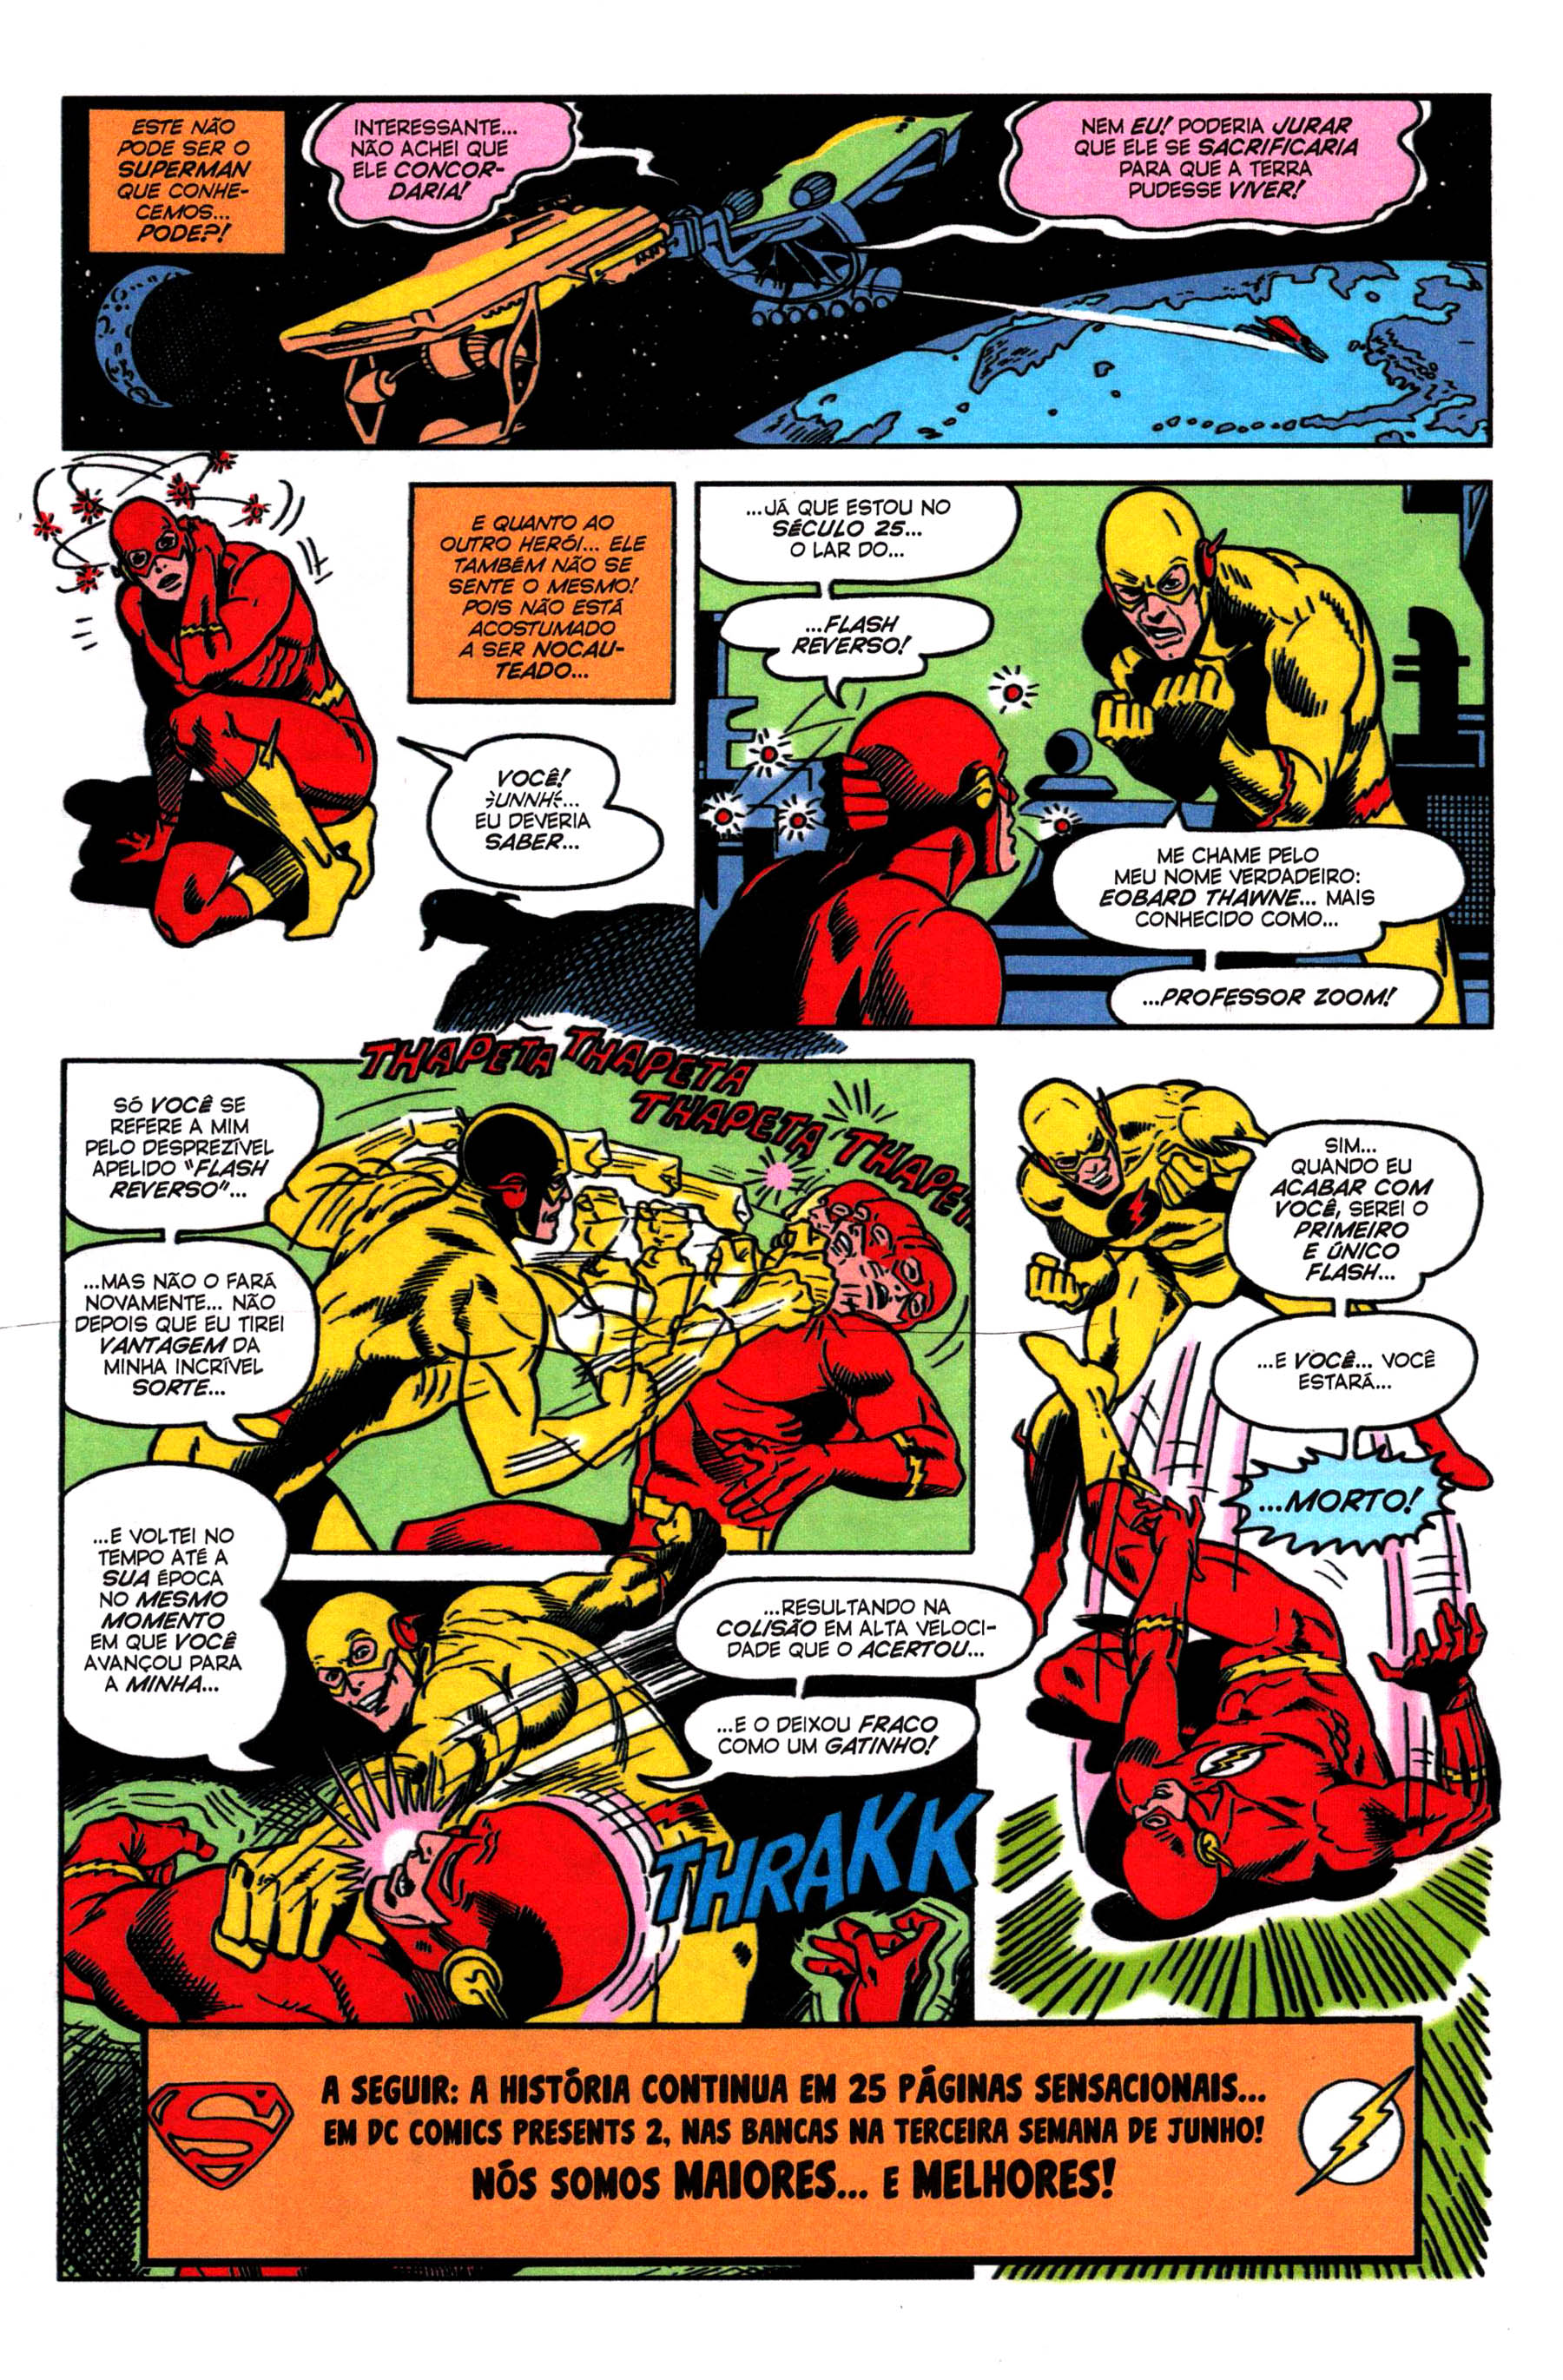 ESTE NÃO
PODE SER O
SUPERMAN
QUE CONHE-
CEMOS...
PODE?!
INTERESSANTE...
NÃO ACHEI QUE
ELE CONCOR-
DARIA!
NEM EU! PODERIA JURAR
QUE ELE SE SACRIFICARIA
PARA QUE A TERRA
PUDESSE VIVER!
E QUANTO AO
OUTRO HERÓI... ELE
TAMBÉM NÃO SE
SENTE O MESMO!
POIS NÃO ESTÁ
ACOSTUMADO
A SER NOCAU-
TEADO...
VOCÊ!
UNNH...
EU DEVERIA
SABER...
...JÁ QUE ESTOU NO
SÉCULO 25...
O LAR DO...
...FLASH
REVERSO!
ME CHAME PELO
MEU NOME VERDADEIRO:
EOBARD THAWNE... MAIS
CONHECIDO COMO...
...PROFESSOR ZOOM!
THAPETA THAPETA
THAPETA THAPET
SÓ VOCÊ SE
REFERE A MIM
PELO DESPREZÍVEL
APELIDO "FLASH
REVERSO"...
...MAS NÃO O FARÁ
NOVAMENTE... NÃO
DEPOIS QUE EU TIREI
VANTAGEM DA
MINHA INCRÍVEL
SORTE...
...E VOLTEI NO
TEMPO ATÉ A
SUA ÉPOCA
NO MESMO
MOMENTO
EM QUE VOCÊ
AVANÇOU PARA
A MINHA...
...RESULTANDO NA
COLISÃO EM ALTA VELOCI-
DADE QUE O ACERTOU...
...E O DEIXOU FRACO
COMO UM GATINHO!
THRAKK
SIM...
QUANDO EU
ACABAR COM
VOCÊ, SEREI O
PRIMEIRO
E ÚNICO
FLASH...
...E VOCÊ... VOCÊ
ESTARÁ...
...MORTO!
S
A SEGUIR: A HISTÓRIA CONTINUA EM 25 PÁGINAS SENSACIONAIS...
EM DC COMICS PRESENTS 2, NAS BANCAS NA TERCEIRA SEMANA DE JUNHO!
NÓS SOMOS MAIORES... E MELHORES!